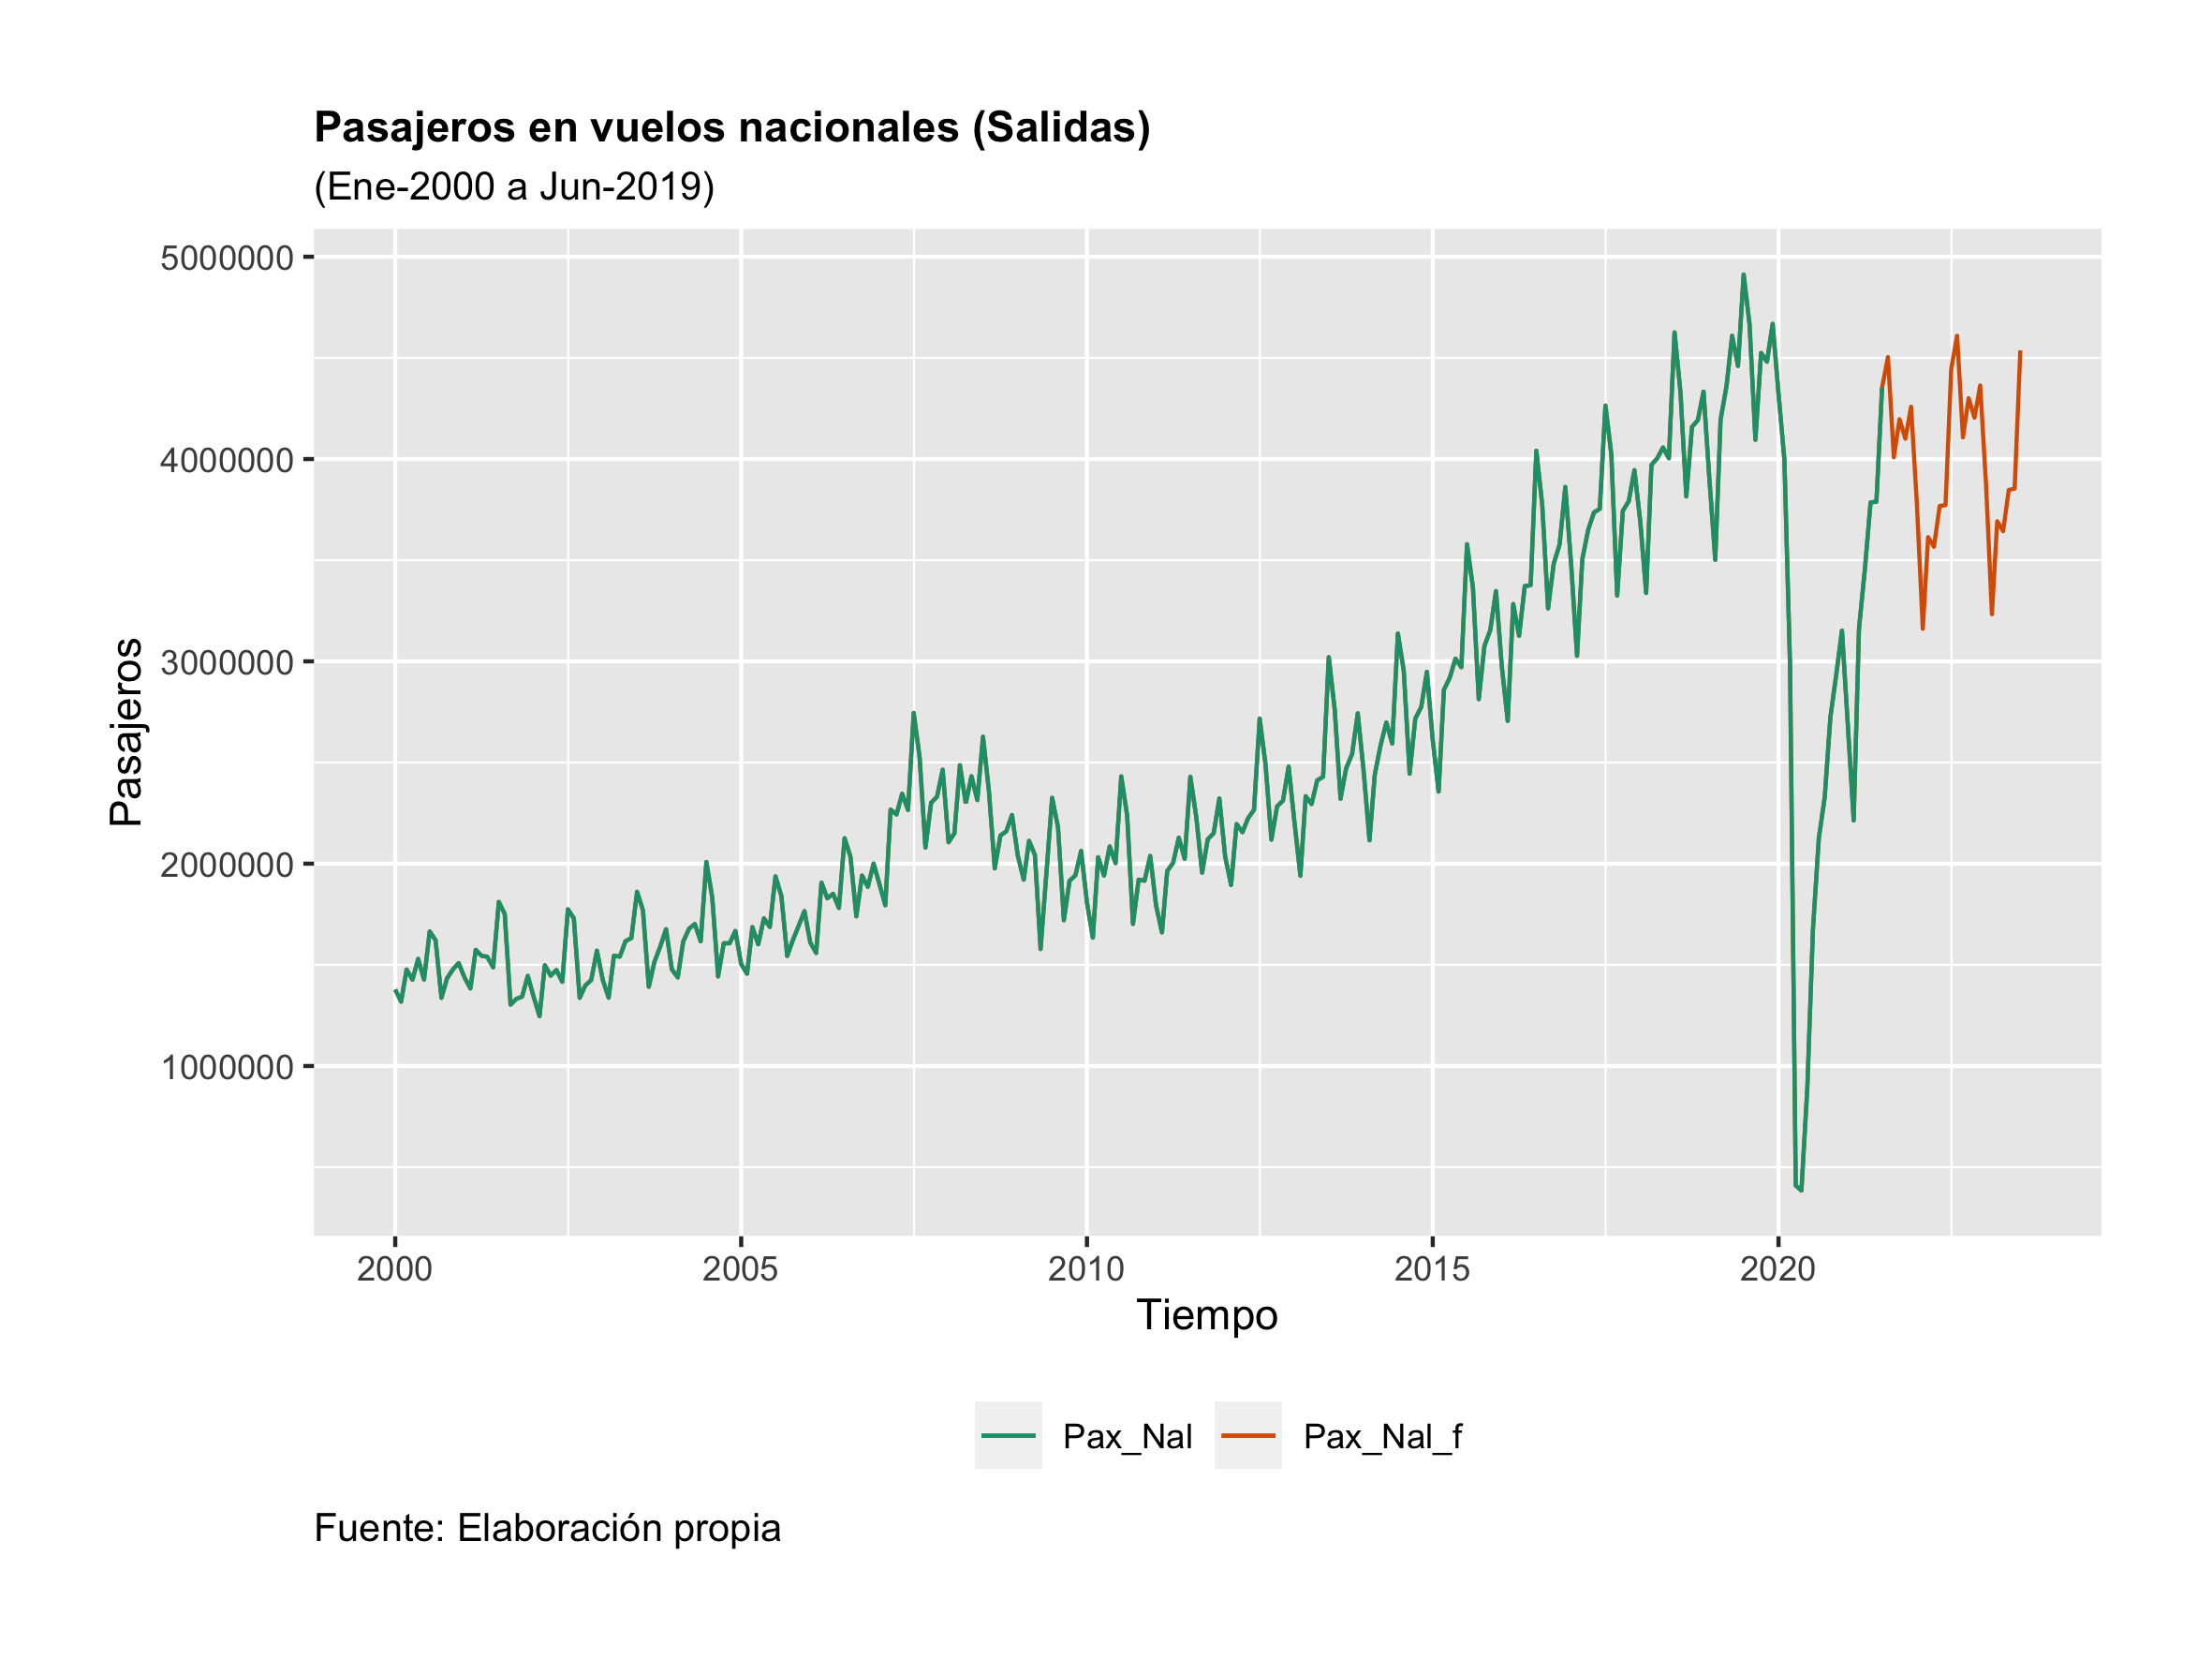 Pasajeros en vuelos nacionales (Salidas)
(Ene-2000 a Jun-2019)
Pasajeros
5000000
4000000
3000000
2000000
1000000
2000 2005 2010 2015 2020
Tiempo
Pax_Nal Pax_Nal_f
Fuente: Elaboración propia